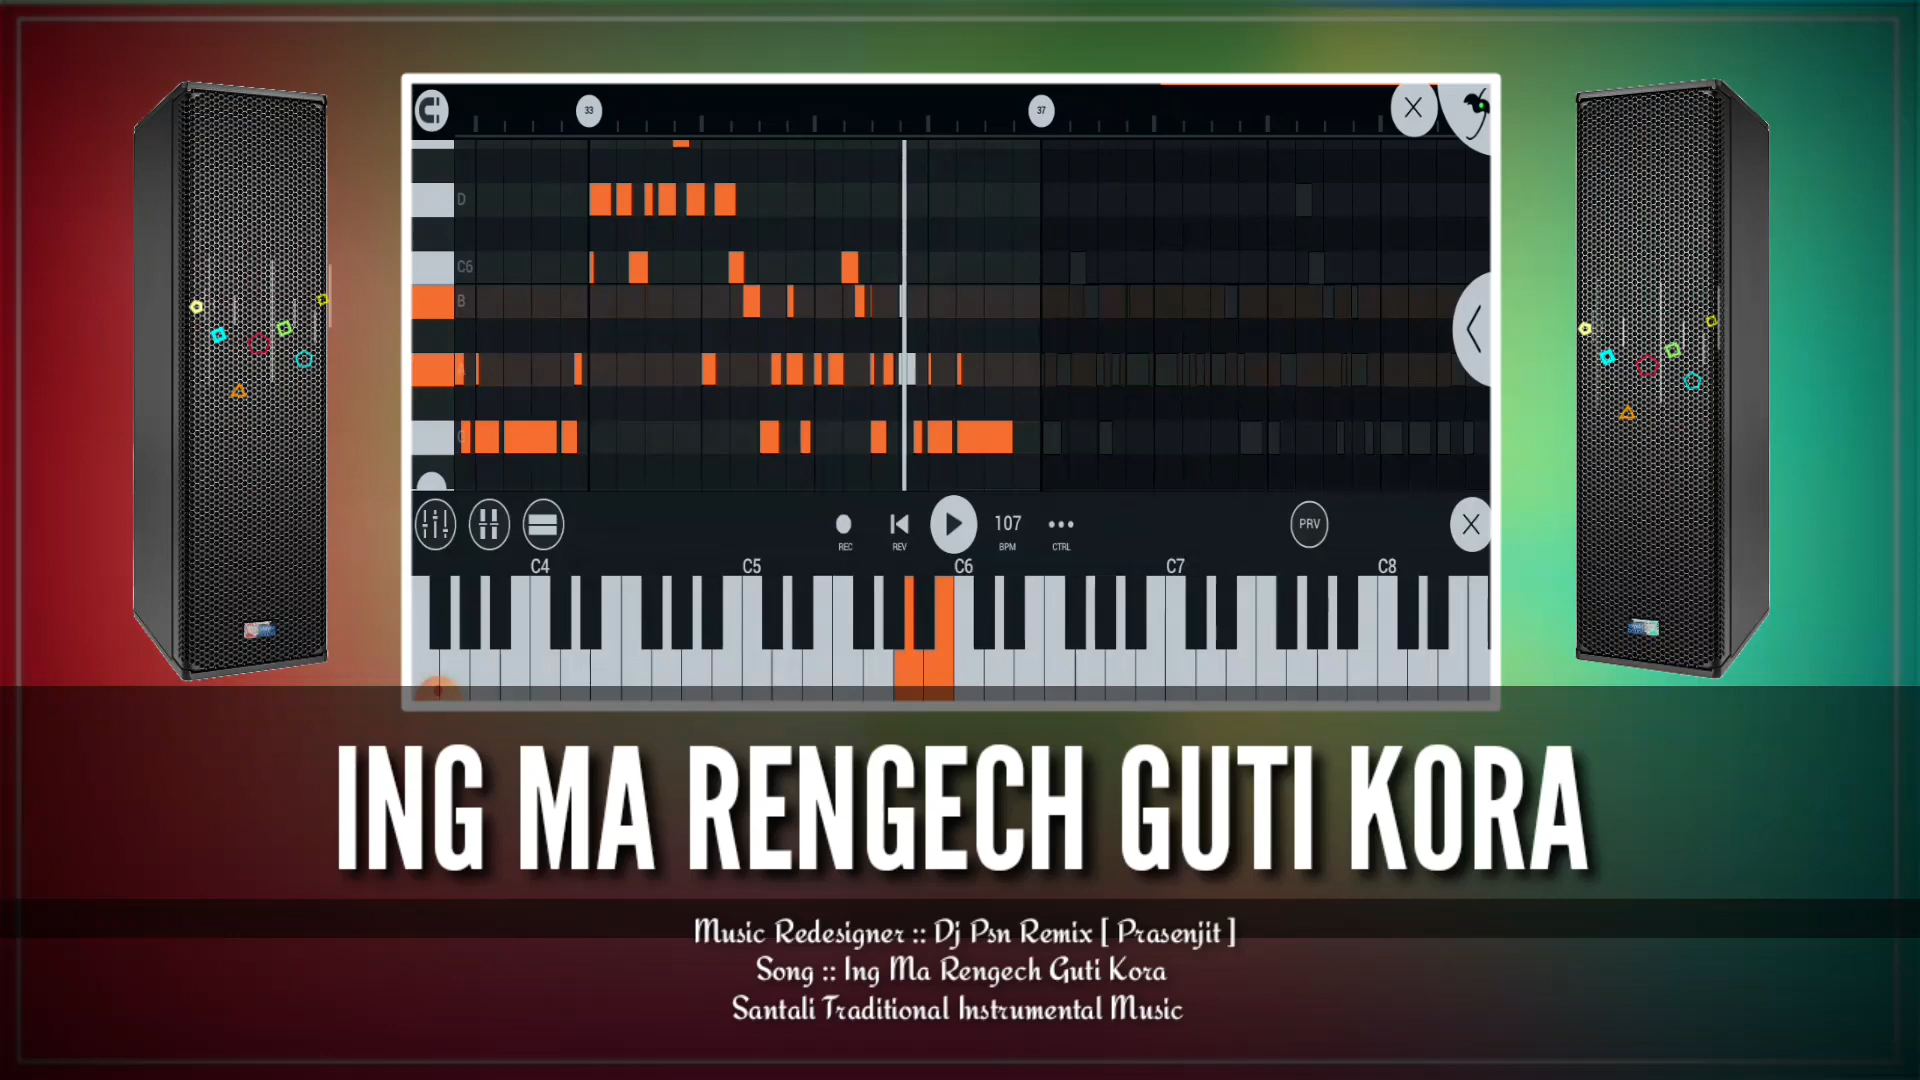 33
37
D
C6
B
A
C
REC
REV
107
BPM
CTRL
PRV
C4
C5
C6
C7
C8
ING MA RENGECH GUTI KORA
Music Redesigner :: Dj Psn Remix [ Prasenjit ]
Song :: Ing Ma Rengech Guti Kora
Santali Traditional Instrumental Music